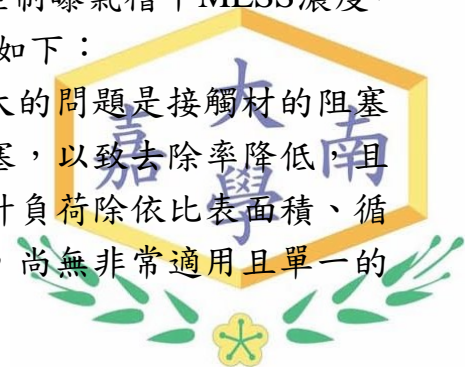 控制曝氣槽中MLSS濃度，
如下：
大的問題是接觸材的阻塞
塞，以致去除率降低，且
計負荷除依比表面積、循
，尚無非常適用且單一的
嘉南大學